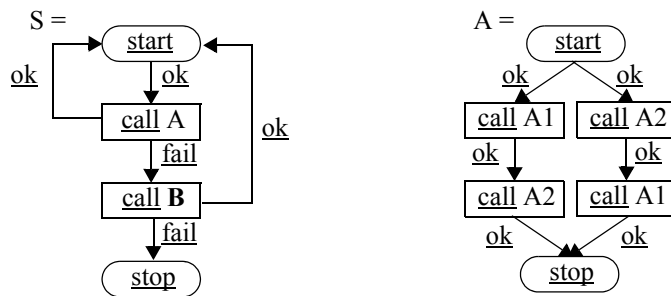 S =
start
ok
ok
call A
ok
fail
call B
fail
stop
A =
start
ok
ok
call A1
call A2
ok
ok
call A2
call A1
ok
ok
stop